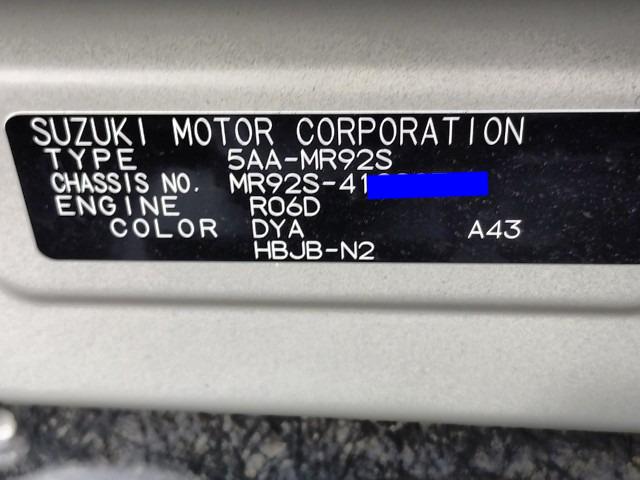 SUZUKI MOTOR CORPORATION
TYPE 5AA-MR92S
CHASSIS NO. MR92S-41
ENGINE R06D
COLOR DYA A43
HBJB-N2